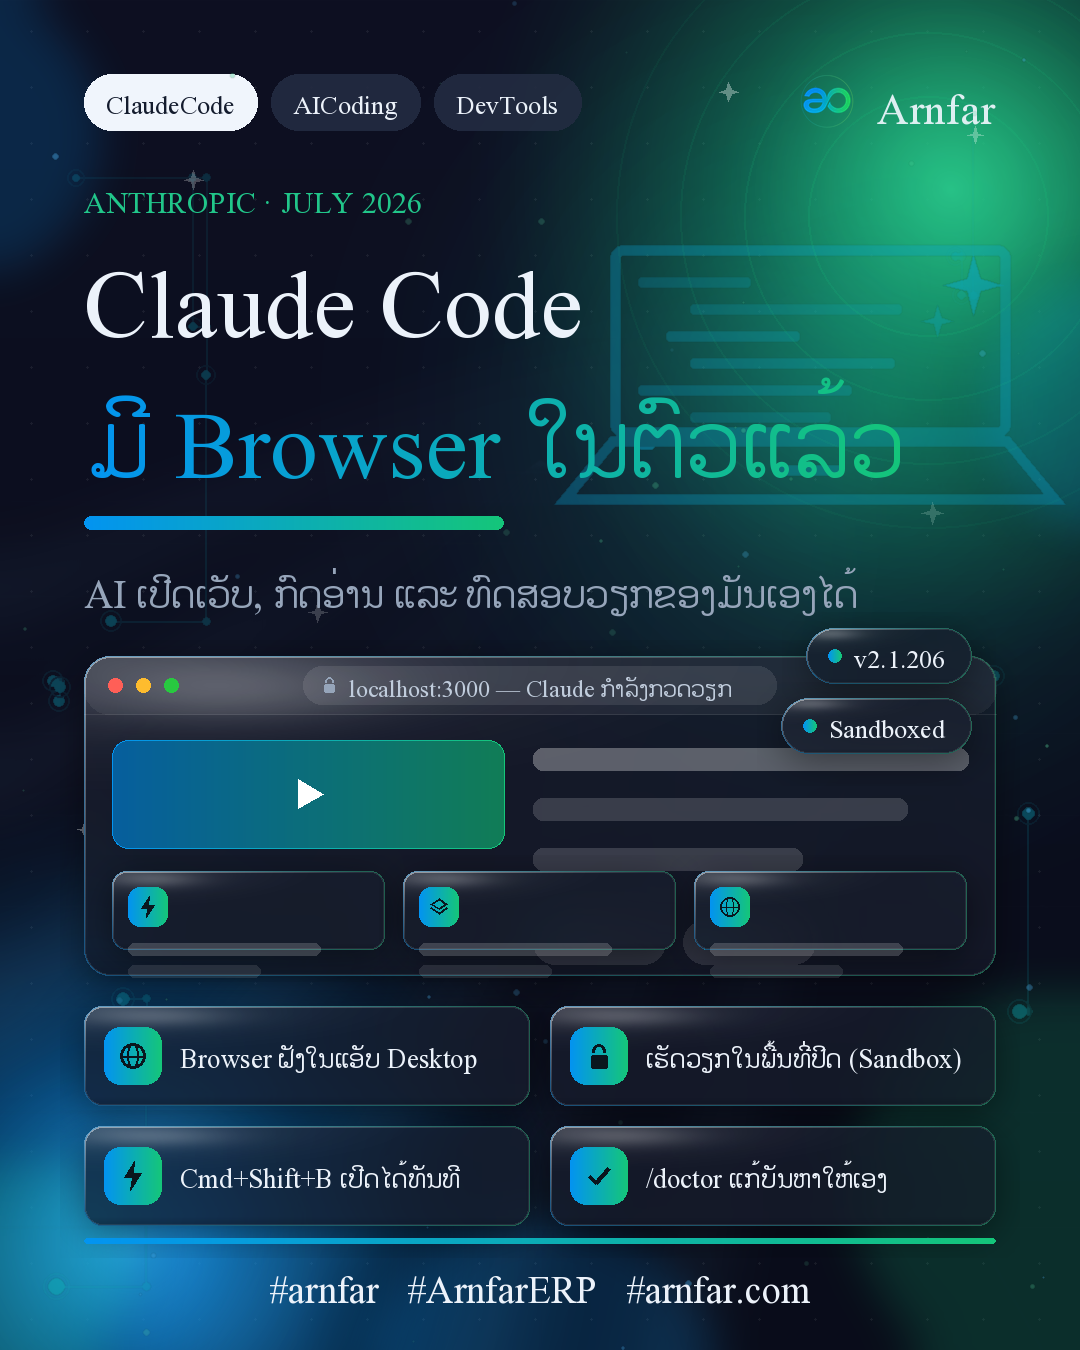 ClaudeCode AICoding DevTools
Arnfar
ANTHROPIC · JULY 2026
Claude Code
ມີ Browser ໃນຕົວແລ້ວ
AI ເປີດເວັບ, ກົດອ່ານ ແລະ ທົດສອບວຽກຂອງມັນເອງໄດ້
v2.1.206
localhost:3000 — Claude ກຳລັງກວດວຽກ
Sandboxed
Browser ຝັງໃນແອັບ Desktop
ເຮັດວຽກໃນພື້ນທີ່ປິດ (Sandbox)
Cmd+Shift+B ເປີດໄດ້ທັນທີ
/doctor ແກ້ບັນຫາໃຫ້ເອງ
#arnfar #ArnfarERP #arnfar.com